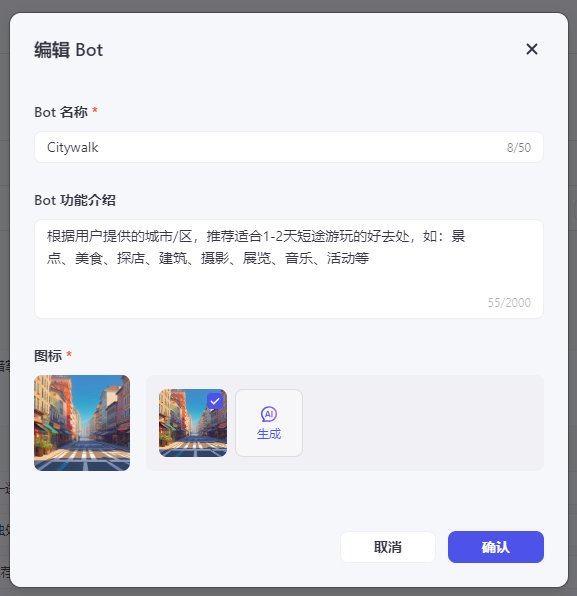 编辑 Bot
Bot 名称 *
Citywalk
8/50
Bot 功能介绍
根据用户提供的城市/区，推荐适合1-2天短途游玩的好去处，如：景
点、美食、探店、建筑、摄影、展览、音乐、活动等
55/2000
图标 *
AI
生成
取消
确认